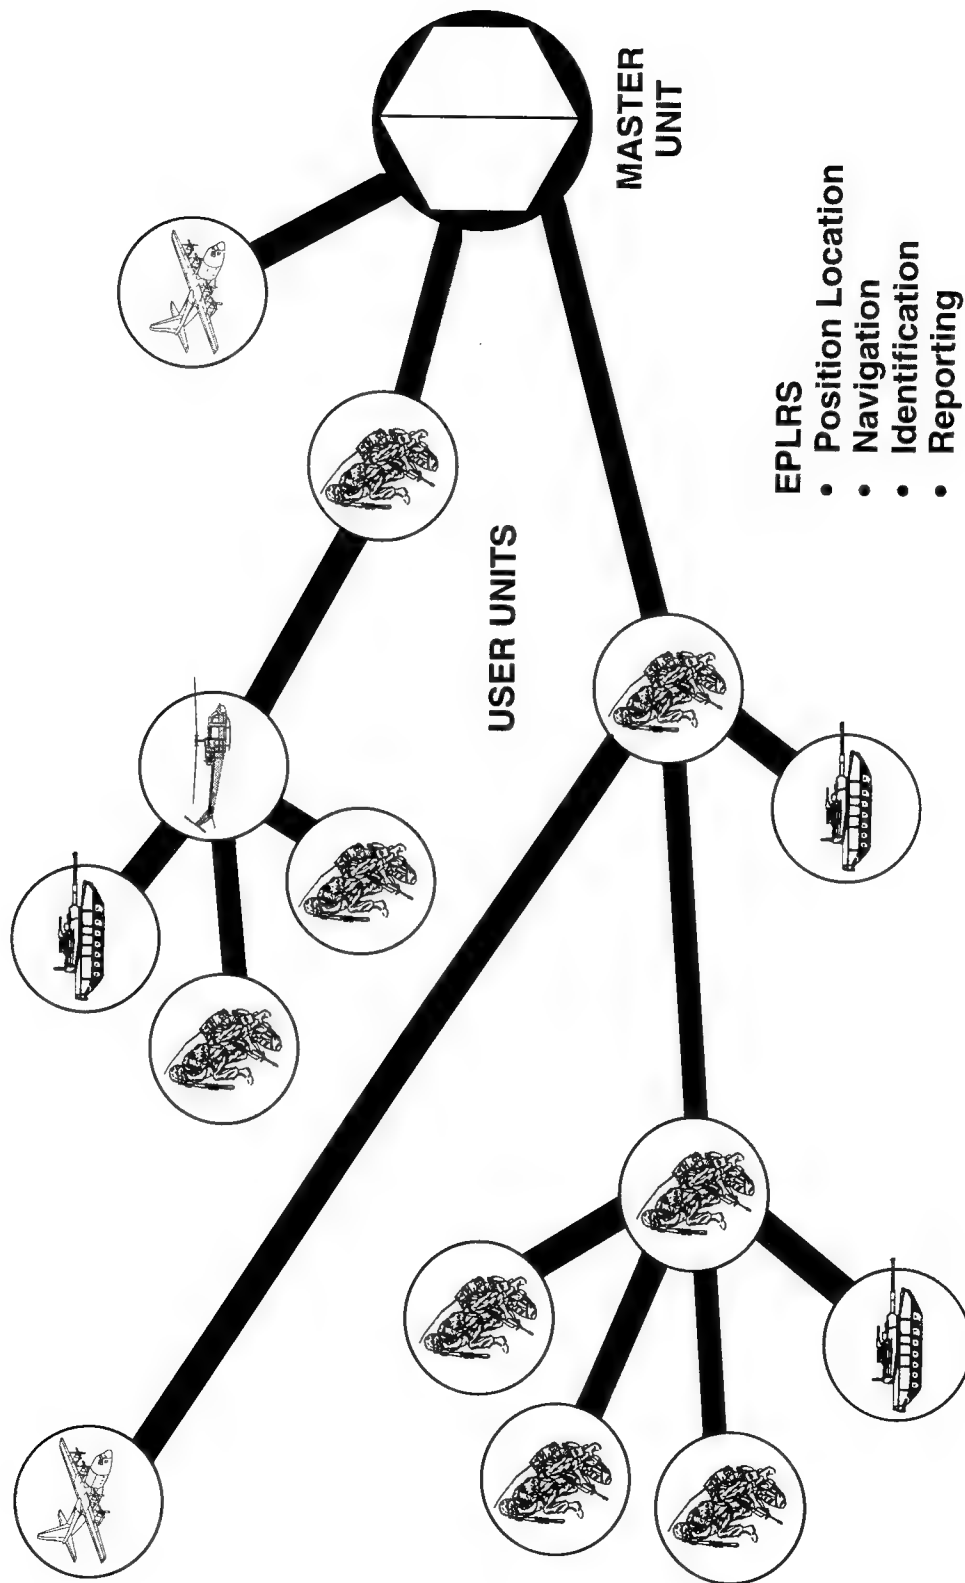 MASTER
UNIT
USER UNITS
EPLRS
• Position Location
• Navigation
• Identification
• Reporting